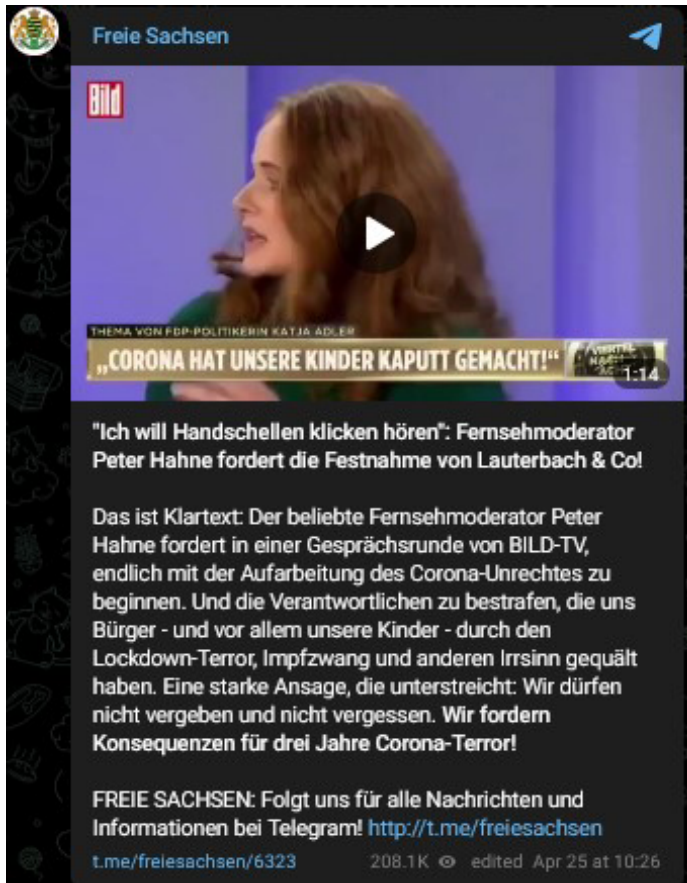 Freie Sachsen
Bild
THEMA VON FDP-POLITIKERIN KATJA ADLER
„CORONA HAT UNSERE KINDER KAPUTT GEMACHT!“
VIERTEL NACH
1:14
"Ich will Handschellen klicken hören": Fernsehmoderator
Peter Hahne fordert die Festnahme von Lauterbach & Co!
Das ist Klartext: Der beliebte Fernsehmoderator Peter
Hahne fordert in einer Gesprächsrunde von BILD-TV,
endlich mit der Aufarbeitung des Corona-Unrechtes zu
beginnen. Und die Verantwortlichen zu bestrafen, die uns
Bürger - und vor allem unsere Kinder - durch den
Lockdown-Terror, Impfzwang und anderen Irrsinn gequält
haben. Eine starke Ansage, die unterstreicht: Wir dürfen
nicht vergeben und nicht vergessen. Wir fordern
Konsequenzen für drei Jahre Corona-Terror!
FREIE SACHSEN: Folgt uns für alle Nachrichten und
Informationen bei Telegram! http://t.me/freiesachsen
t.me/freiesachsen/6323 208.1K edited Apr 25 at 10:26